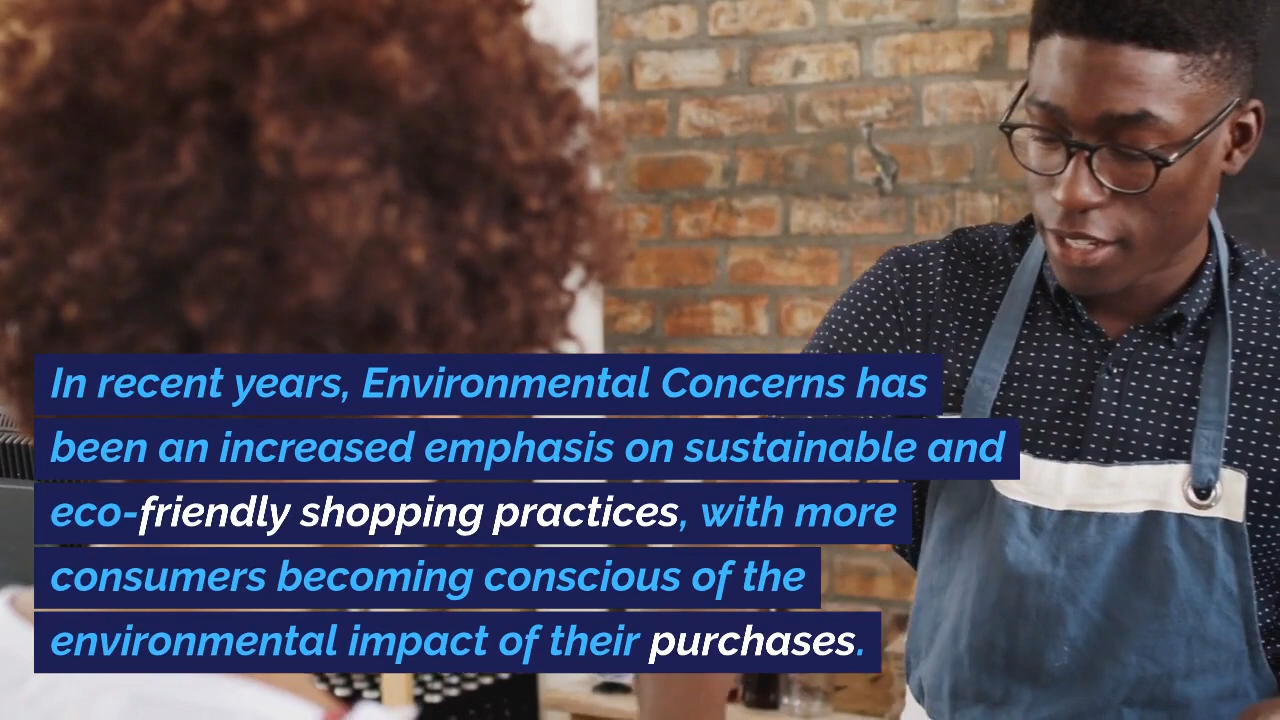 In recent years, Environmental Concerns has
been an increased emphasis on sustainable and
eco-friendly shopping practices, with more
consumers becoming conscious of the
environmental impact of their purchases.